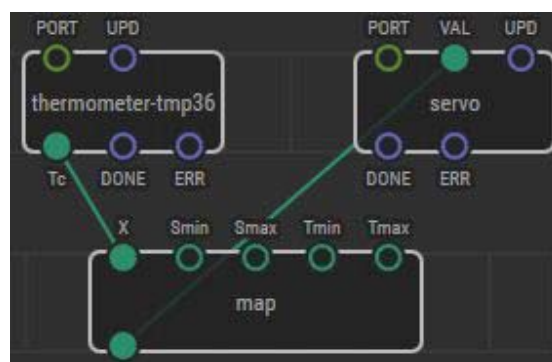 PORT UPD
thermometer-tmp36
Tc DONE ERR
PORT VAL UPD
servo
DONE ERR
X Smin Smax Tmin Tmax
map